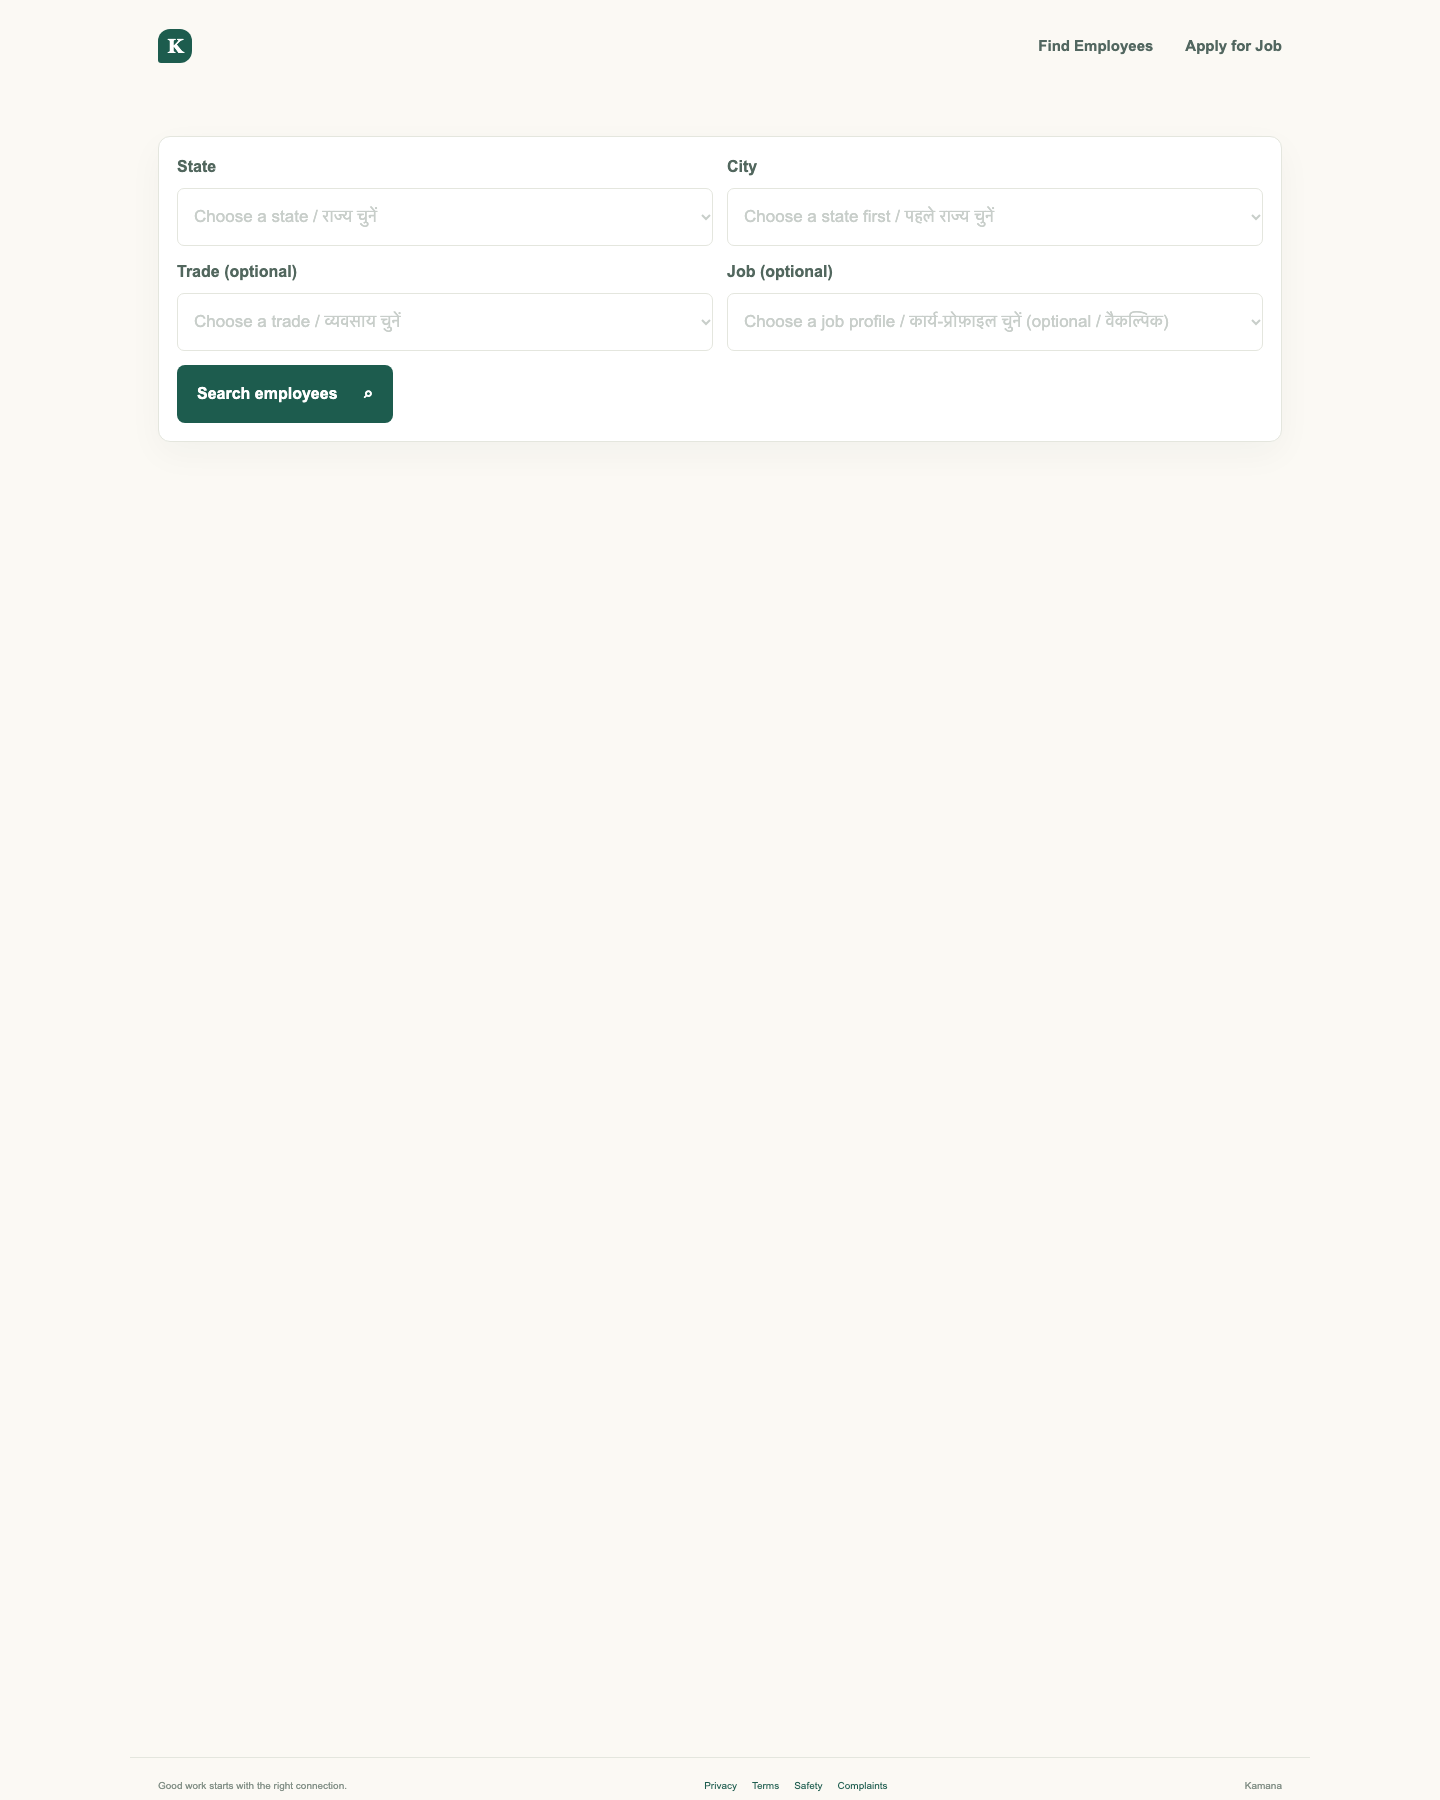 K
Find Employees
Apply for Job
State
City
Choose a state / राज्य चुनें
Choose a state first / पहले राज्य चुनें
Trade (optional)
Job (optional)
Choose a trade / व्यवसाय चुनें
Choose a job profile / कार्य-प्रोफ़ाइल चुनें (optional / वैकल्पिक)
Search employees
Good work starts with the right connection.
Privacy
Terms
Safety
Complaints
Kamana